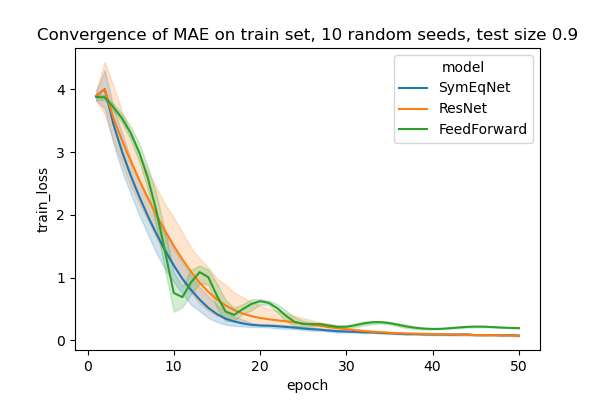 Convergence of MAE on train set, 10 random seeds, test size 0.9
model
SymEqNet
ResNet
FeedForward
train_loss
4
3
2
1
0
0
10
20
30
40
50
epoch